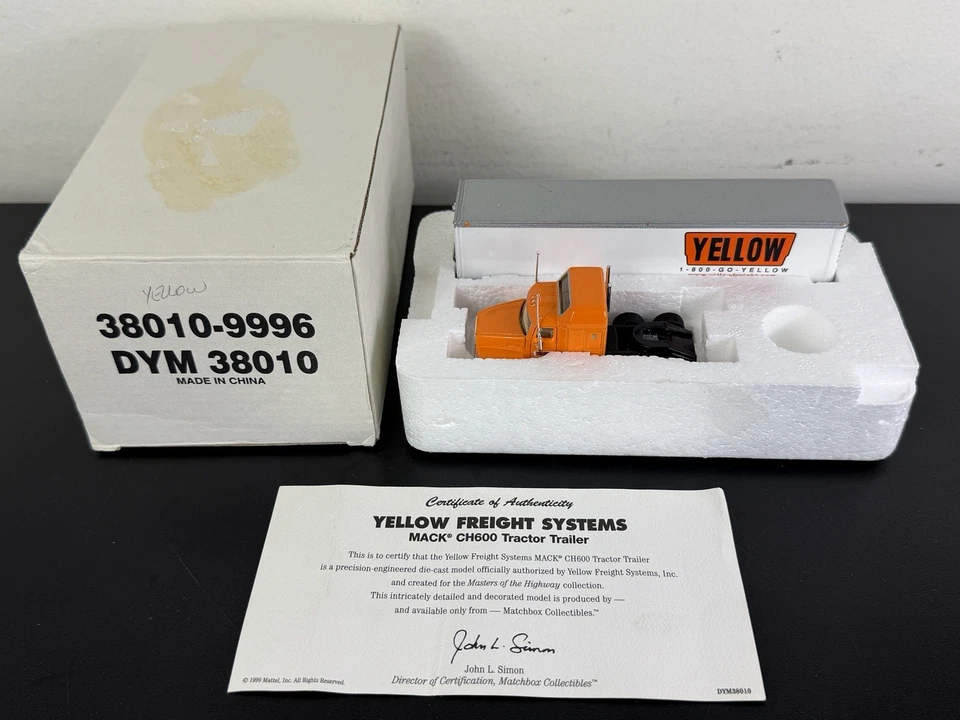 YELLOW
38010-9996
DYM 38010
MADE IN CHINA
YELLOW
1-800-GO-YELLOW
Certificate of Authenticity
YELLOW FREIGHT SYSTEMS
MACK® CH600 Tractor Trailer
This is to certify that the Yellow Freight Systems MACK® CH600 Tractor Trailer
is a precision-engineered die-cast model officially authorized by Yellow Freight Systems, Inc.
and created for the Masters of the Highway collection.
This intricately detailed and decorated model is produced by —
and available only from — Matchbox Collectibles.™
John L. Simon
John L. Simon
Director of Certification, Matchbox Collectibles™
© 1999 Mattel, Inc. All Rights Reserved.
DYM38010